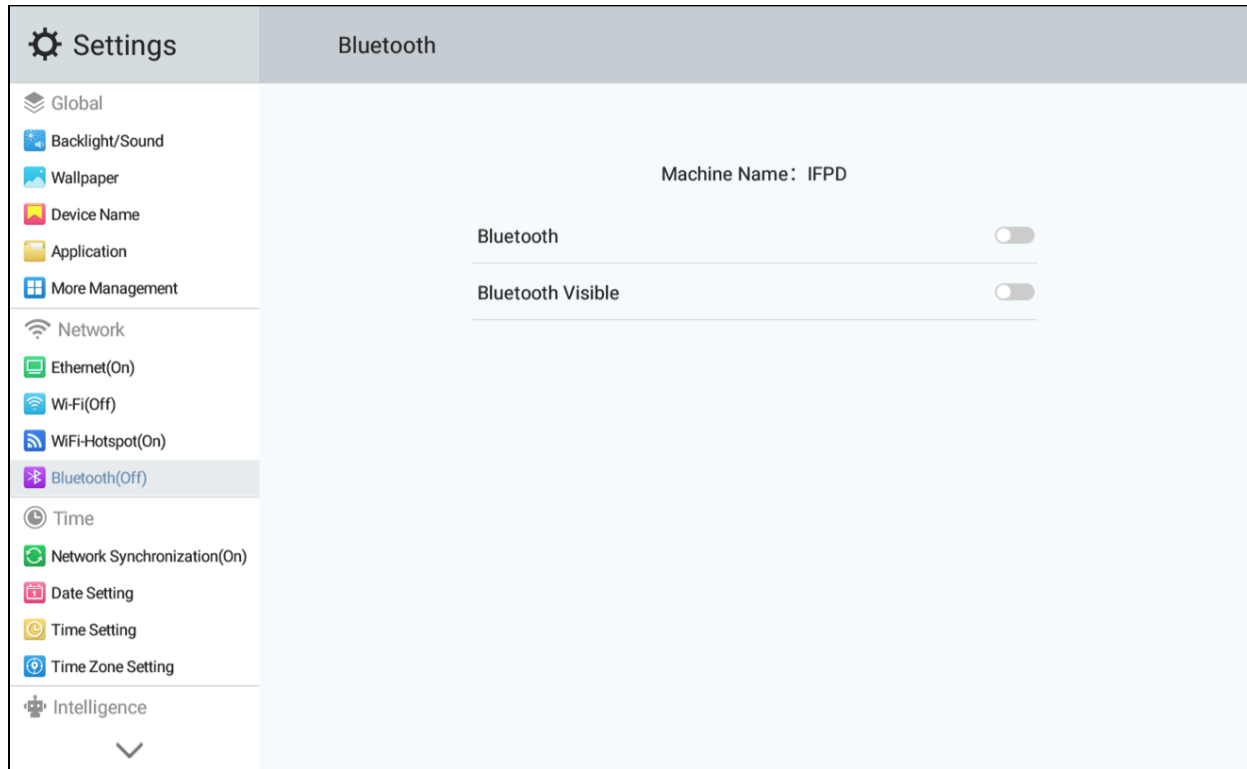 Settings
Bluetooth
Global
Backlight/Sound
Wallpaper
Device Name
Application
More Management
Network
Ethernet(On)
Wi-Fi(Off)
WiFi-Hotspot(On)
Bluetooth(Off)
Time
Network Synchronization(On)
Date Setting
Time Setting
Time Zone Setting
Intelligence
Machine Name：IFPD
Bluetooth
Bluetooth Visible